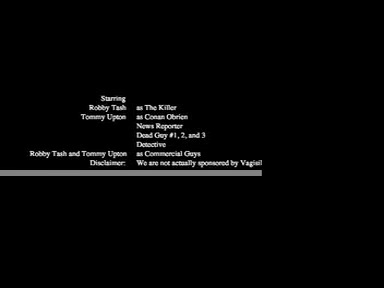 Starring
Robby Tash as The Killer
Tommy Upton as Conan Obrien
News Reporter
Dead Guy #1, 2, and 3
Detective
Robby Tash and Tommy Upton as Commercial Guys
Disclaimer: We are not actually sponsored by Vagisil